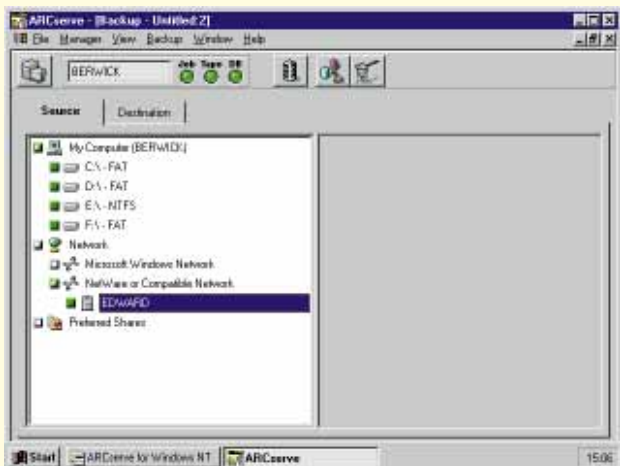 ARCserve - [Backup - Untitled:2]
File Manager View Backup Window Help
BERWICK Job Tape DB
Source Destination
My Computer (BERWICK)
C:\ - FAT
D:\ - FAT
E:\ - NTFS
F:\ - FAT
Network
Microsoft Windows Network
NetWare or Compatible Network
EDWARD
Preferred Shares
Start ARCserve for Windows NT ARCserve 15:06